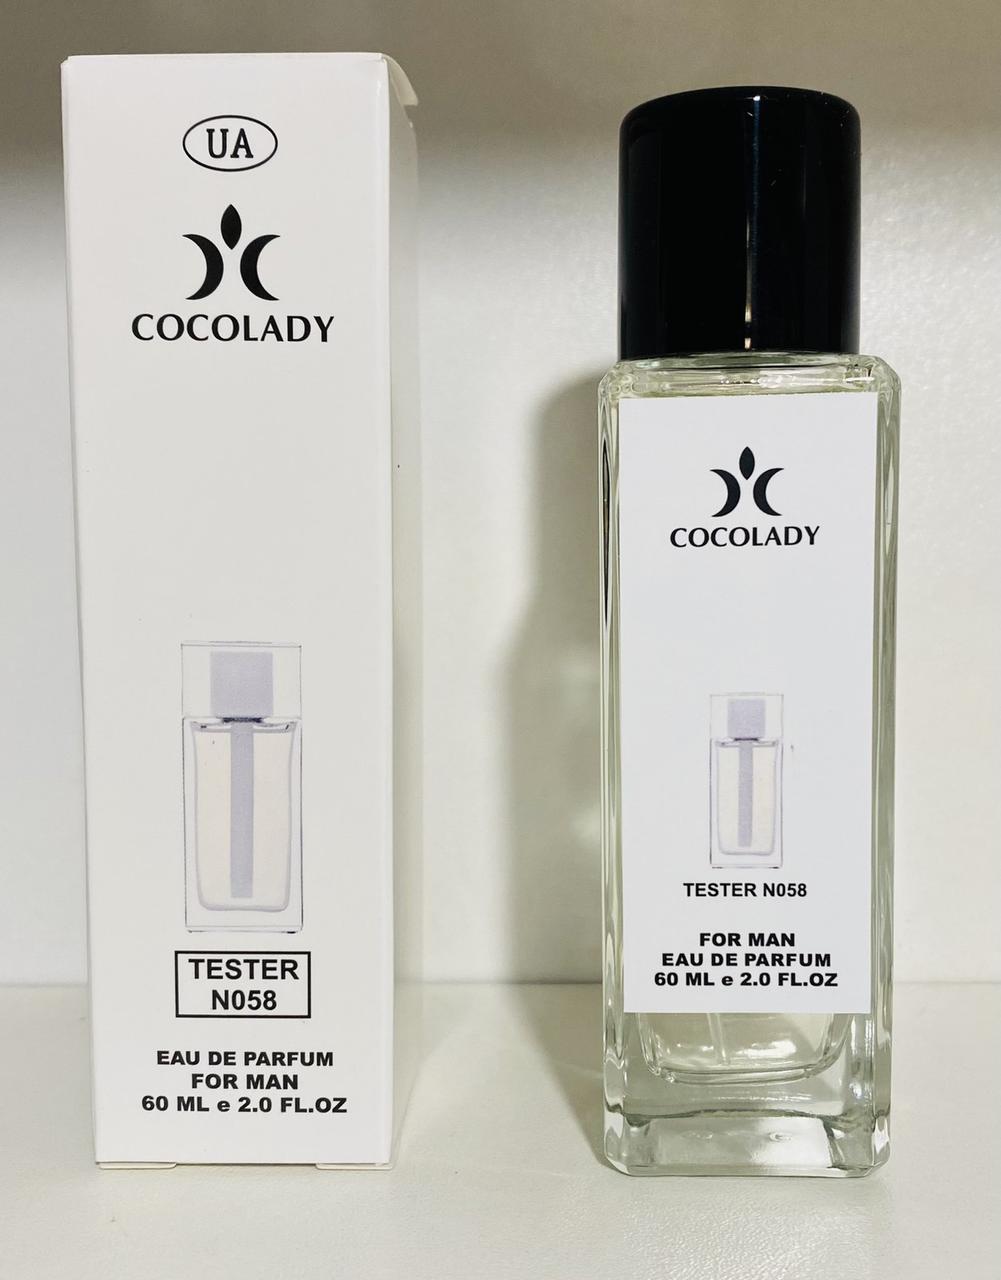 UA
COCOLADY
TESTER
N058
EAU DE PARFUM
FOR MAN
60 ML e 2.0 FL.OZ
COCOLADY
TESTER N058
FOR MAN
EAU DE PARFUM
60 ML e 2.0 FL.OZ